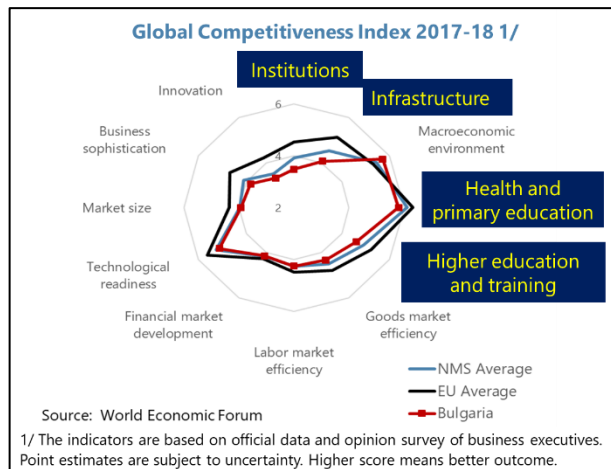 Global Competitiveness Index 2017-18 1/
Institutions
Infrastructure
Innovation
6
Macroeconomic
environment
Business
sophistication
4
Health and
primary education
Market size
2
Higher education
and training
Technological
readiness
Goods market
efficiency
Financial market
development
Labor market
efficiency
NMS Average
EU Average
Bulgaria
Source: World Economic Forum
1/ The indicators are based on official data and opinion survey of business executives.
Point estimates are subject to uncertainty. Higher score means better outcome.